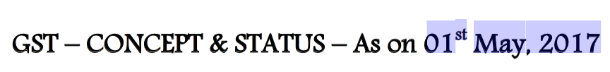 GST – CONCEPT & STATUS – As on 01st May, 2017